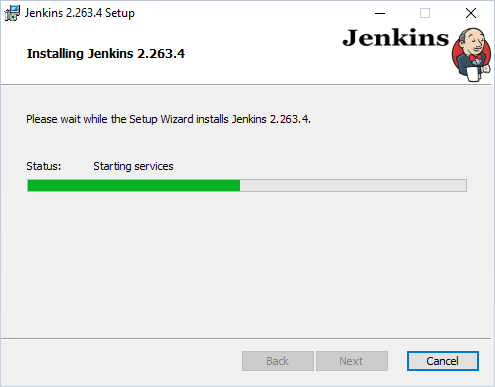 Jenkins 2.263.4 Setup
Jenkins
Installing Jenkins 2.263.4
Please wait while the Setup Wizard installs Jenkins 2.263.4.
Status: Starting services
Back Next Cancel